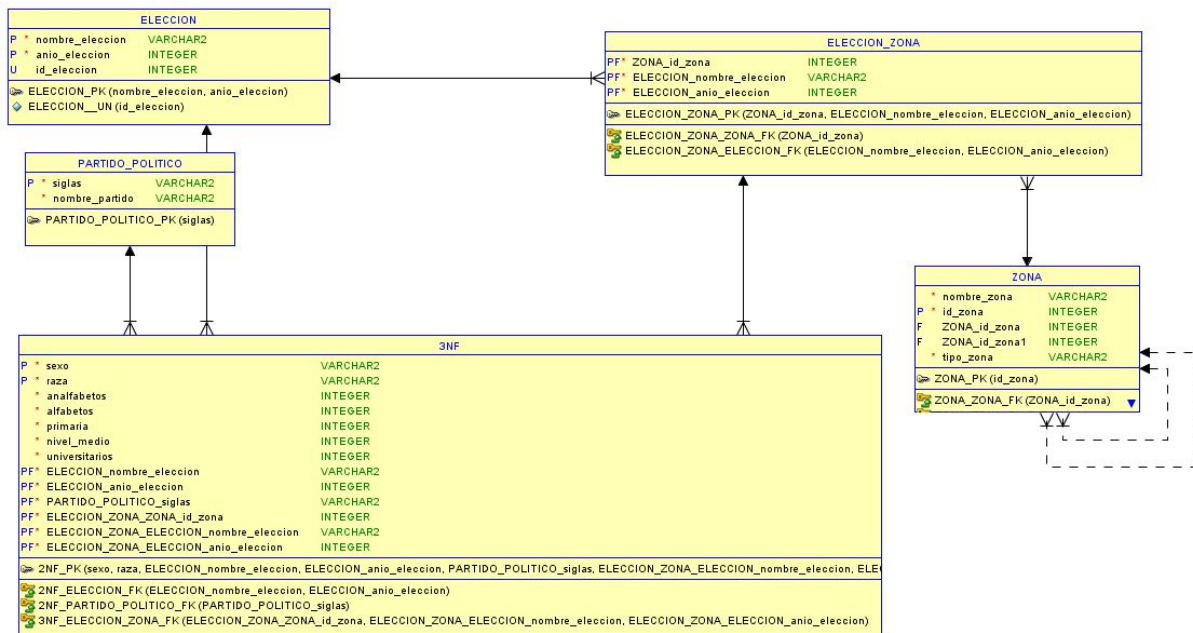 ELECCION
P * nombre_eleccion VARCHAR2
P * anio_eleccion INTEGER
U id_eleccion INTEGER
ELECCION_PK (nombre_eleccion, anio_eleccion)
ELECCION__UN (id_eleccion)
ELECCION_ZONA
PF* ZONA_id_zona INTEGER
PF* ELECCION_nombre_eleccion VARCHAR2
PF* ELECCION_anio_eleccion INTEGER
ELECCION_ZONA_PK (ZONA_id_zona, ELECCION_nombre_eleccion, ELECCION_anio_eleccion)
ELECCION_ZONA_ZONA_FK (ZONA_id_zona)
ELECCION_ZONA_ELECCION_FK (ELECCION_nombre_eleccion, ELECCION_anio_eleccion)
PARTIDO_POLITICO
P * siglas VARCHAR2
* nombre_partido VARCHAR2
PARTIDO_POLITICO_PK (siglas)
ZONA
* nombre_zona VARCHAR2
P * id_zona INTEGER
F ZONA_id_zona INTEGER
F ZONA_id_zona1 INTEGER
* tipo_zona VARCHAR2
ZONA_PK (id_zona)
ZONA_ZONA_FK (ZONA_id_zona)
3NF
P * sexo VARCHAR2
P * raza VARCHAR2
* analfabetos INTEGER
* alfabetos INTEGER
* primaria INTEGER
* nivel_medio INTEGER
* universitarios INTEGER
PF* ELECCION_nombre_eleccion VARCHAR2
PF* ELECCION_anio_eleccion INTEGER
PF* PARTIDO_POLITICO_siglas VARCHAR2
PF* ELECCION_ZONA_ZONA_id_zona INTEGER
PF* ELECCION_ZONA_ELECCION_nombre_eleccion VARCHAR2
PF* ELECCION_ZONA_ELECCION_anio_eleccion INTEGER
2NF_PK (sexo, raza, ELECCION_nombre_eleccion, ELECCION_anio_eleccion, PARTIDO_POLITICO_siglas, ELECCION_ZONA_ELECCION_nombre_eleccion, ELE
2NF_ELECCION_FK (ELECCION_nombre_eleccion, ELECCION_anio_eleccion)
2NF_PARTIDO_POLITICO_FK (PARTIDO_POLITICO_siglas)
3NF_ELECCION_ZONA_FK (ELECCION_ZONA_ZONA_id_zona, ELECCION_ZONA_ELECCION_nombre_eleccion, ELECCION_ZONA_ELECCION_anio_eleccion)